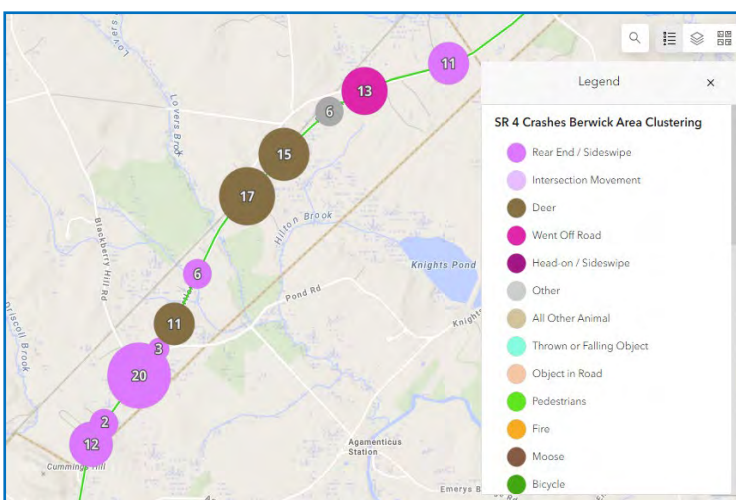 Lovers
Brook
Lovers Brook
11
13
6
15
17
Hilton Brook
Blackberry Hill Rd
6
Knights Pond
Pond Rd
11
3
20
2
12
Agamenticus
Station
Emerys B
Legend
×
SR 4 Crashes Berwick Area Clustering
Rear End / Sideswipe
Intersection Movement
Deer
Went Off Road
Head-on / Sideswipe
Other
All Other Animal
Thrown or Falling Object
Object in Road
Pedestrians
Fire
Moose
Bicycle